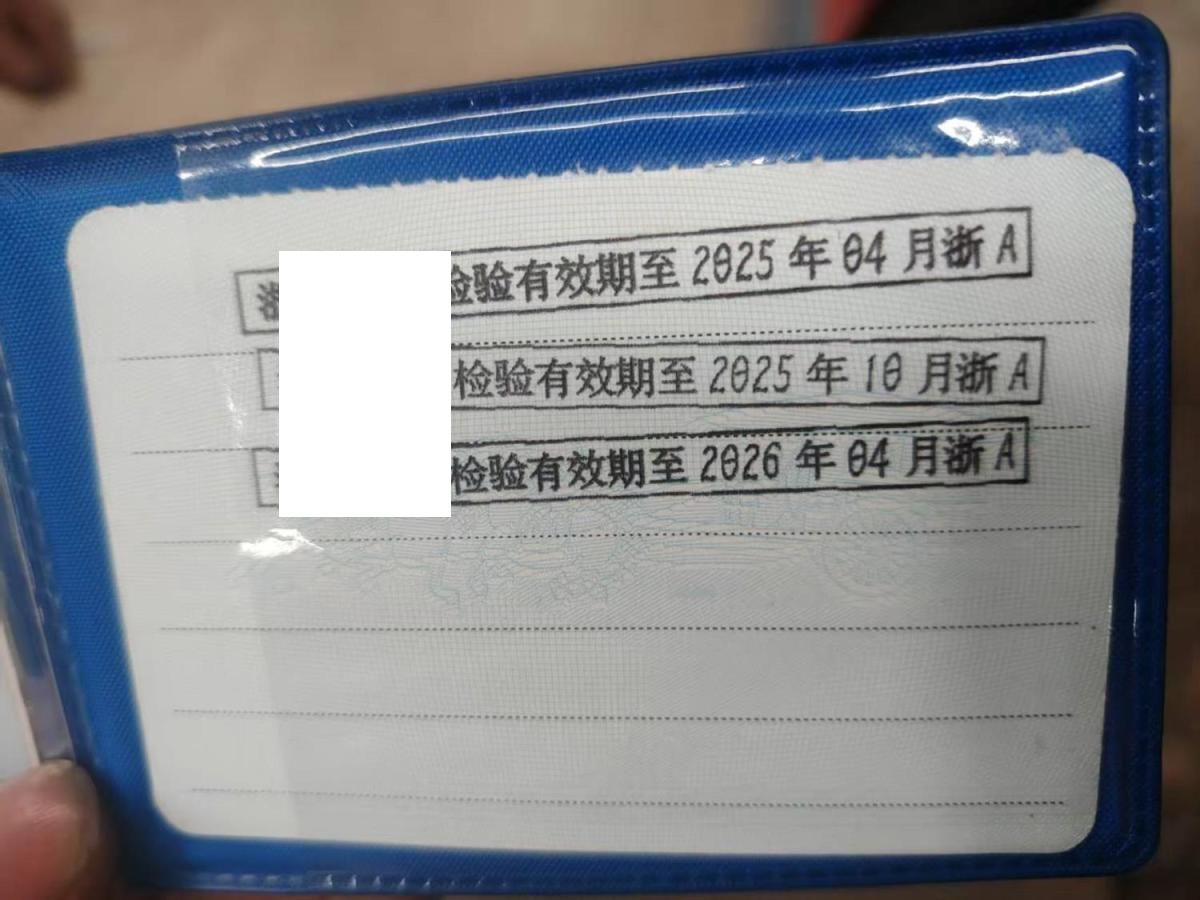 检验有效期至 2025 年 04 月浙 A
检验有效期至 2025 年 10 月浙 A
检验有效期至 2026 年 04 月浙 A